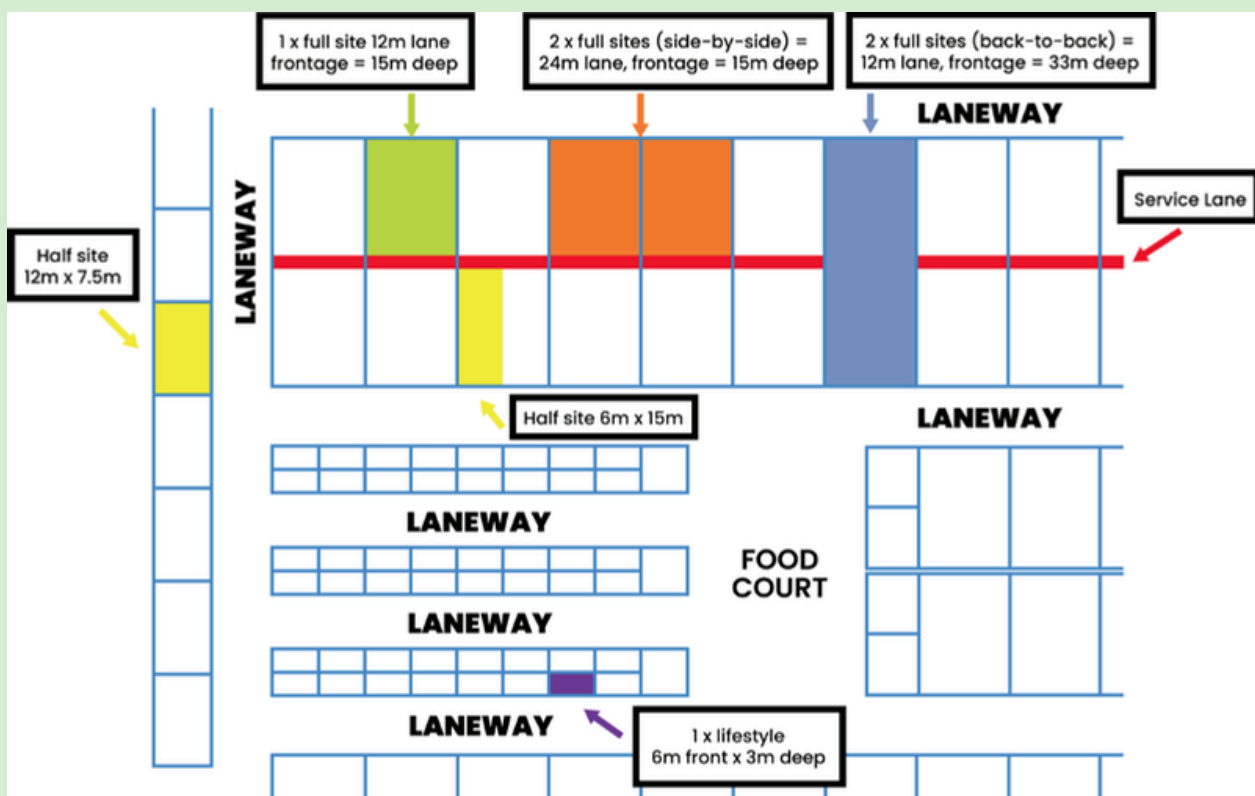 1 x full site 12m lane
frontage = 15m deep
2 x full sites (side-by-side) =
24m lane, frontage = 15m deep
2 x full sites (back-to-back) =
12m lane, frontage = 33m deep
LANEWAY
Service Lane
LANEWAY
Half site
12m x 7.5m
Half site 6m x 15m
LANEWAY
LANEWAY
FOOD
COURT
LANEWAY
LANEWAY
1 x lifestyle
6m front x 3m deep